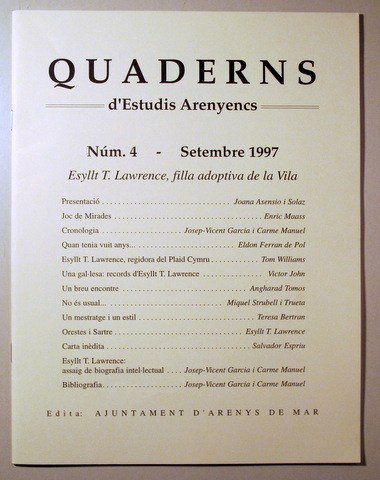 QUADERNS
d'Estudis Arenyencs
Núm. 4 - Setembre 1997
Esyllt T. Lawrence, filla adoptiva de la Vila
Presentació . . . . . . . . . . . . . . . . . . . . . . . . . . . . . Joana Asensio i Solaz
Joc de Mirades . . . . . . . . . . . . . . . . . . . . . . . . . . . . . . . . . . Enric Maass
Cronologia . . . . . . . . . . . . . . . . . . . . Josep-Vicent Garcia i Carme Manuel
Quan tenia vuit anys... . . . . . . . . . . . . . . . . . . . . . Eldon Ferran de Pol
Esyllt T. Lawrence, regidora del Plaid Cymru . . . . . . . . . . . . Tom Williams
Una gal·lesa: records d'Esyllt T. Lawrence . . . . . . . . . . . . . Victor John
Un breu encontre . . . . . . . . . . . . . . . . . . . . . . . . . . . . . Angharad Tomos
No és usual... . . . . . . . . . . . . . . . . . . . . . . . . Miquel Strubell i Trueta
Un mestratge i un estil . . . . . . . . . . . . . . . . . . . . . . . . . . Teresa Bertran
Orestes i Sartre . . . . . . . . . . . . . . . . . . . . . . . . . . . . Esyllt T. Lawrence
Carta inèdita . . . . . . . . . . . . . . . . . . . . . . . . . . . . . . . Salvador Espriu
Esyllt T. Lawrence:
assaig de biografia intel·lectual . . . . Josep-Vicent Garcia i Carme Manuel
Bibliografia . . . . . . . . . . . . . . . . . . . Josep-Vicent Garcia i Carme Manuel
Edita: AJUNTAMENT D'ARENYS DE MAR